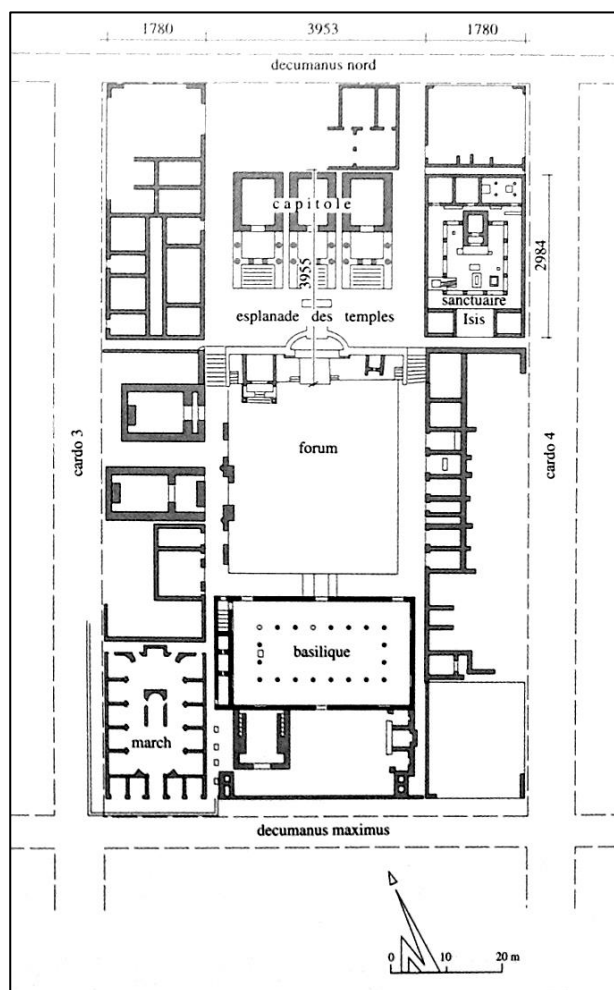 1780 3953 1780
decumanus nord
capitole
3955
2984
sanctuaire
Isis
esplanade des temples
cardo 3
forum
cardo 4
basilique
march
decumanus maximus
0 10 20 m